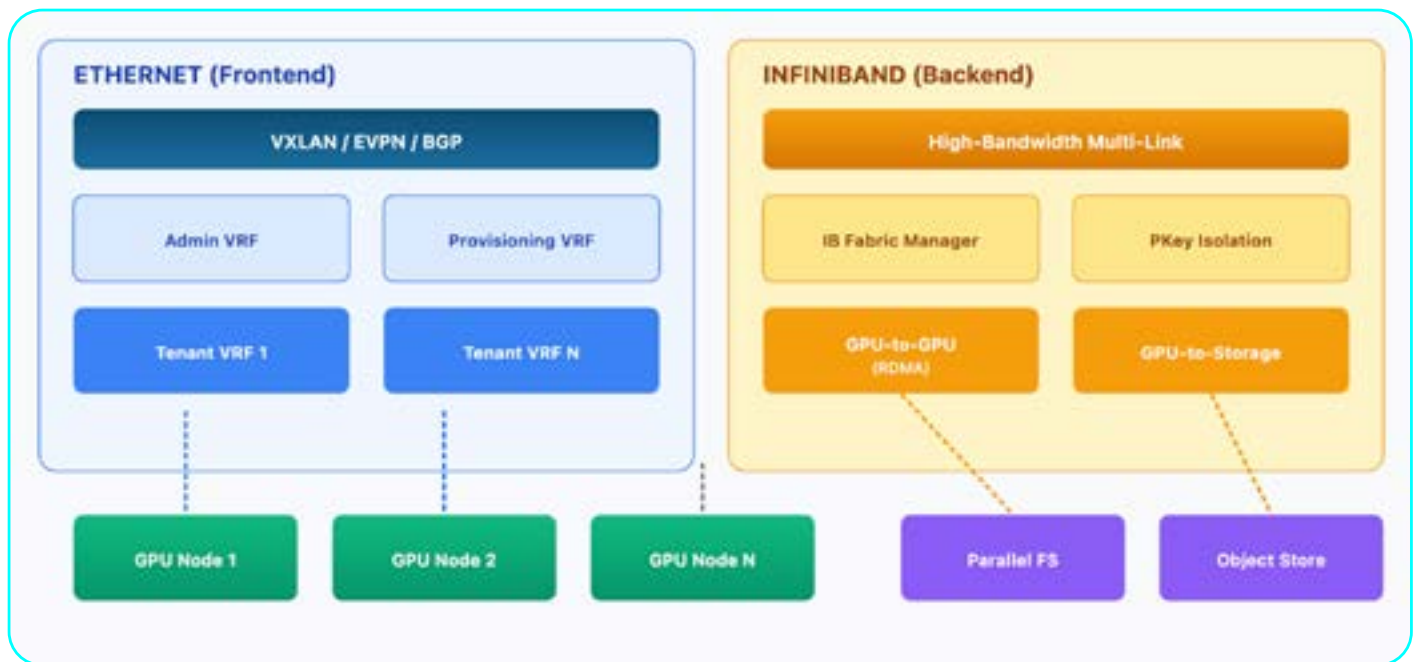 ETHERNET (Frontend)
VXLAN / EVPN / BGP
Admin VRF
Provisioning VRF
Tenant VRF 1
Tenant VRF N
INFINIBAND (Backend)
High-Bandwidth Multi-Link
IB Fabric Manager
PKey Isolation
GPU-to-GPU
(RDMA)
GPU-to-Storage
GPU Node 1
GPU Node 2
GPU Node N
Parallel FS
Object Store